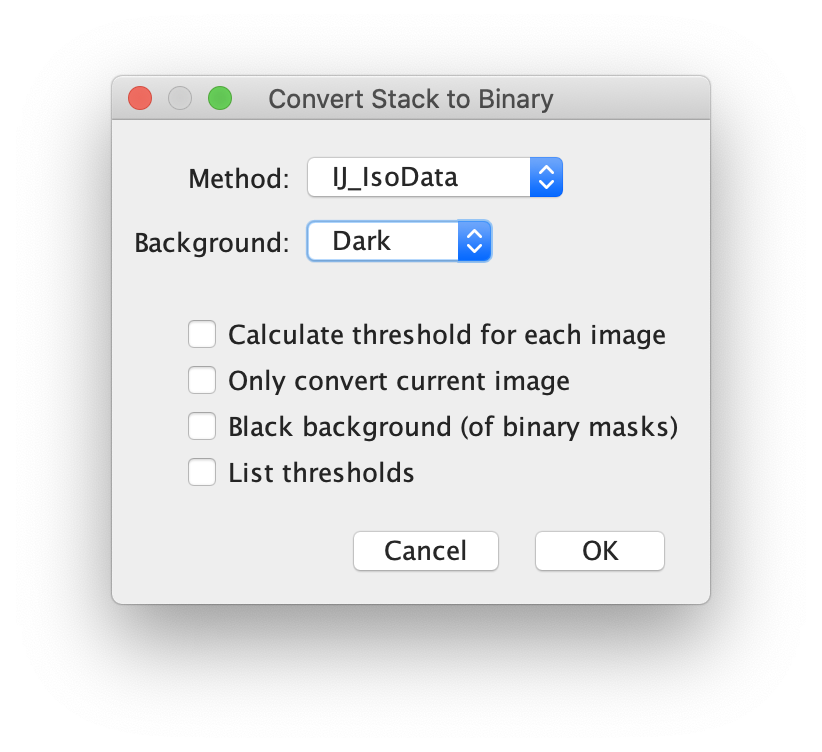 Convert Stack to Binary
Method: IJ_IsoData
Background: Dark
Calculate threshold for each image
Only convert current image
Black background (of binary masks)
List thresholds
Cancel OK